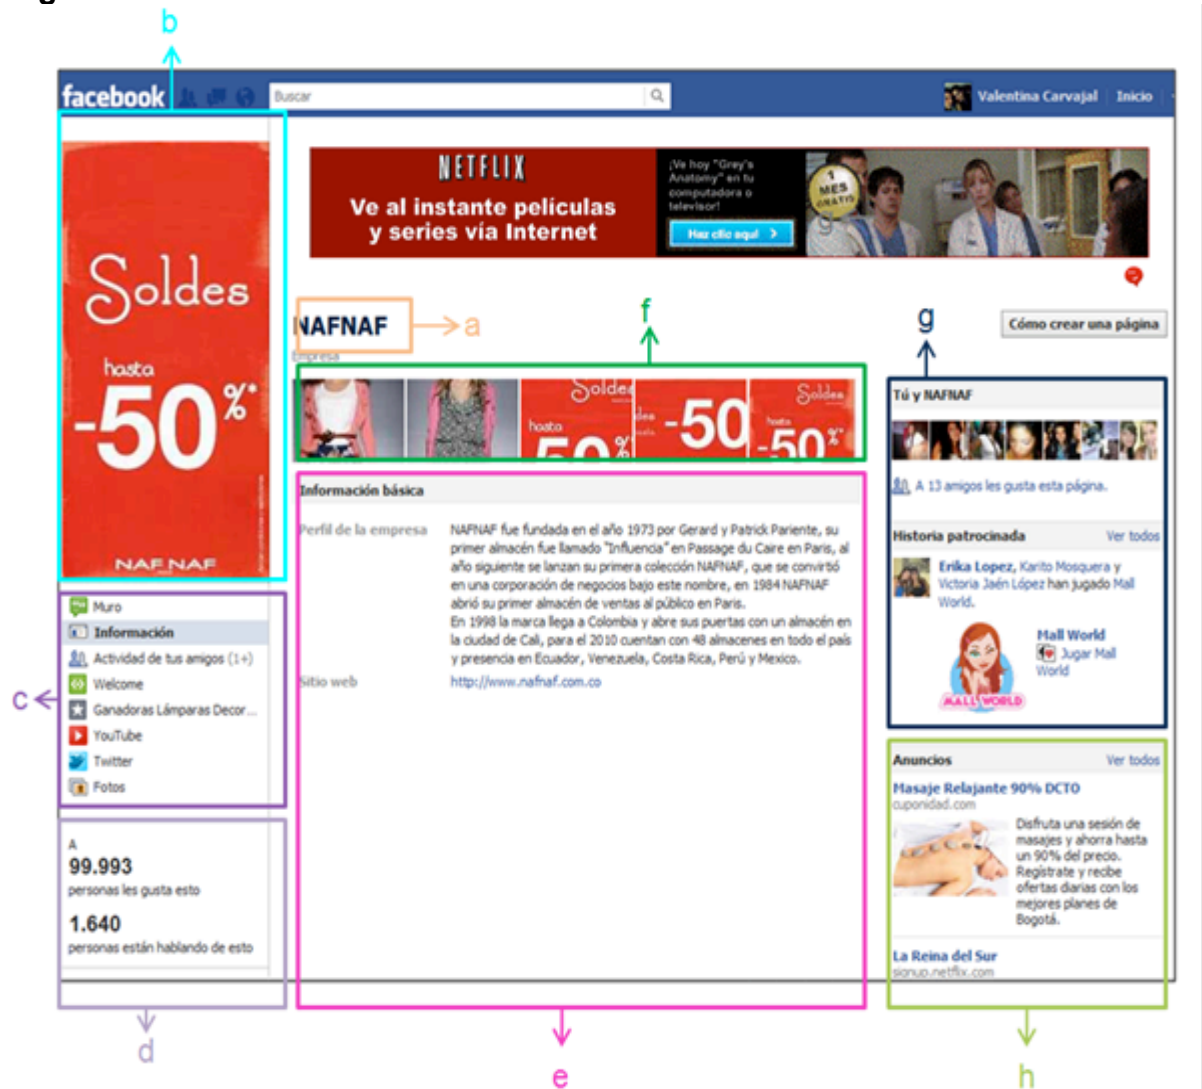 b
facebook
Buscar
Valentina Carvajal
Inicio
Soldes
hasta
-50%*
NAF NAF
NETFLIX
Ve al instante películas
y series vía Internet
¡Ve hoy "Grey's
Anatomy" en tu
computadora o
televisor!
Haz clic aquí
1
MES
GRATIS
g
NAFNAF
a
Empresa
f
g
Cómo crear una página
Soldes
hasta
50%
-50
Soldes
hasta
-50%*
Tú y NAFNAF
A 13 amigos les gusta esta página.
Historia patrocinada
Ver todos
Erika Lopez, Karito Mosquera y
Victoria Jaén López han jugado Mall
World.
Mall World
Jugar Mall
World
MALL WORLD
Información básica
Perfil de la empresa
NAFNAF fue fundada en el año 1973 por Gerard y Patrick Pariente, su
primer almacén fue llamado "Influencia" en Passage du Caire en Paris, al
año siguiente se lanzan su primera colección NAFNAF, que se convirtió
en una corporación de negocios bajo este nombre, en 1984 NAFNAF
abrió su primer almacén de ventas al público en Paris.
En 1998 la marca llega a Colombia y abre sus puertas con un almacén en
la ciudad de Cali, para el 2010 cuentan con 48 almacenes en todo el país
y presencia en Ecuador, Venezuela, Costa Rica, Perú y Mexico.
Sitio web
http://www.nafnaf.com.co
c
Muro
Información
Actividad de tus amigos (1+)
Welcome
Ganadoras Lámparas Decor...
YouTube
Twitter
Fotos
A
99.993
personas les gusta esto
1.640
personas están hablando de esto
Anuncios
Ver todos
Masaje Relajante 90% DCTO
cuponidad.com
Disfruta una sesión de
masajes y ahorra hasta
un 90% del precio.
Regístrate y recibe
ofertas diarias con los
mejores planes de
Bogotá.
La Reina del Sur
signup.netflix.com
d
e
h